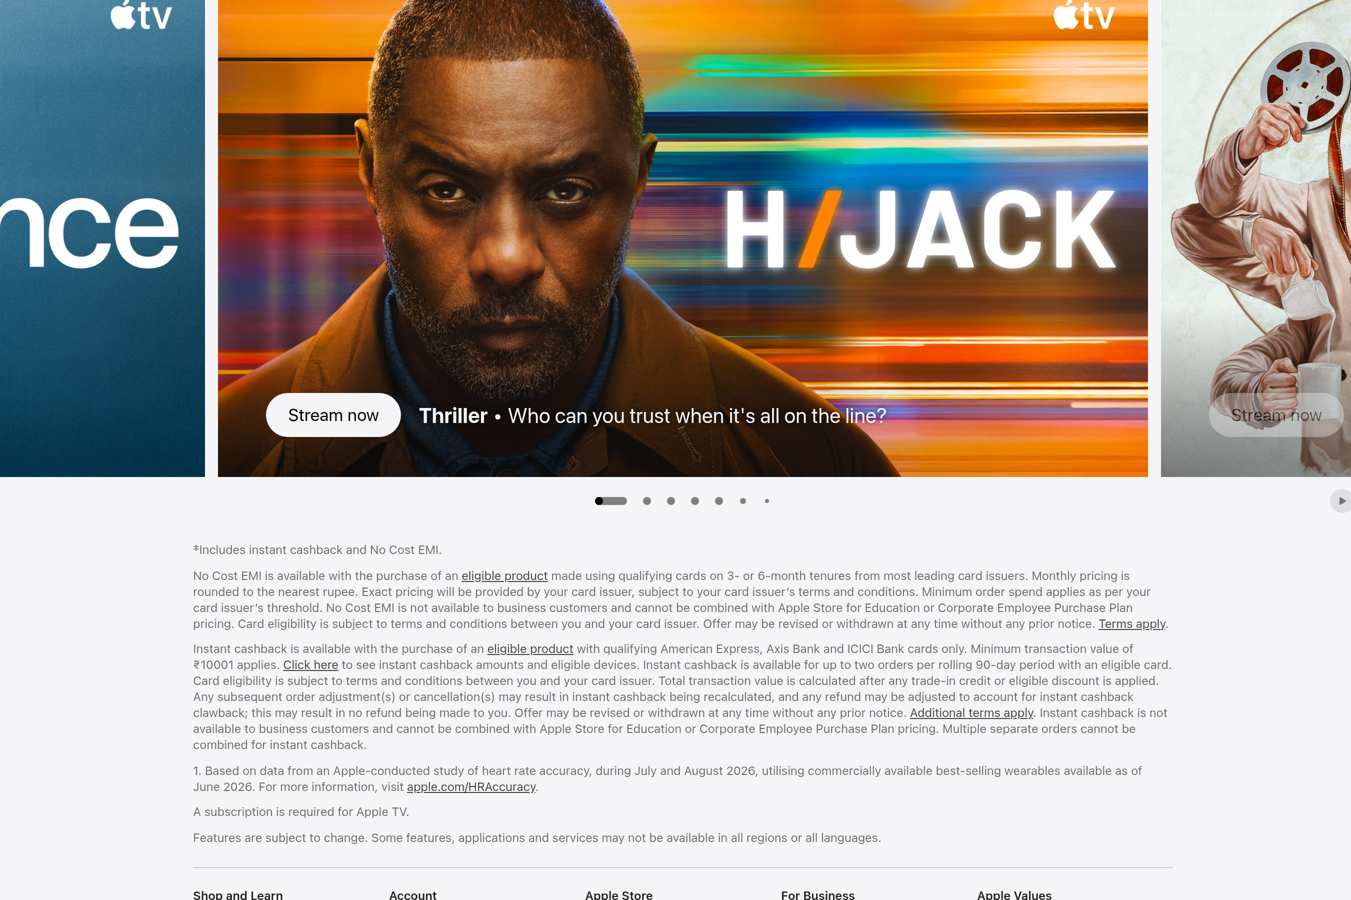 tv
tv
nce
H/JACK
Stream now
Thriller • Who can you trust when it's all on the line?
Stream now
‡Includes instant cashback and No Cost EMI.
No Cost EMI is available with the purchase of an eligible product made using qualifying cards on 3- or 6-month tenures from most leading card issuers. Monthly pricing is
rounded to the nearest rupee. Exact pricing will be provided by your card issuer, subject to your card issuer's terms and conditions. Minimum order spend applies as per your
card issuer's threshold. No Cost EMI is not available to business customers and cannot be combined with Apple Store for Education or Corporate Employee Purchase Plan
pricing. Card eligibility is subject to terms and conditions between you and your card issuer. Offer may be revised or withdrawn at any time without any prior notice. Terms apply.
Instant cashback is available with the purchase of an eligible product with qualifying American Express, Axis Bank and ICICI Bank cards only. Minimum transaction value of
₹10001 applies. Click here to see instant cashback amounts and eligible devices. Instant cashback is available for up to two orders per rolling 90-day period with an eligible card.
Card eligibility is subject to terms and conditions between you and your card issuer. Total transaction value is calculated after any trade-in credit or eligible discount is applied.
Any subsequent order adjustment(s) or cancellation(s) may result in instant cashback being recalculated, and any refund may be adjusted to account for instant cashback
clawback; this may result in no refund being made to you. Offer may be revised or withdrawn at any time without any prior notice. Additional terms apply. Instant cashback is not
available to business customers and cannot be combined with Apple Store for Education or Corporate Employee Purchase Plan pricing. Multiple separate orders cannot be
combined for instant cashback.
1. Based on data from an Apple-conducted study of heart rate accuracy, during July and August 2026, utilising commercially available best-selling wearables available as of
June 2026. For more information, visit apple.com/HRAccuracy.
A subscription is required for Apple TV.
Features are subject to change. Some features, applications and services may not be available in all regions or all languages.
Shop and Learn
Account
Apple Store
For Business
Apple Values